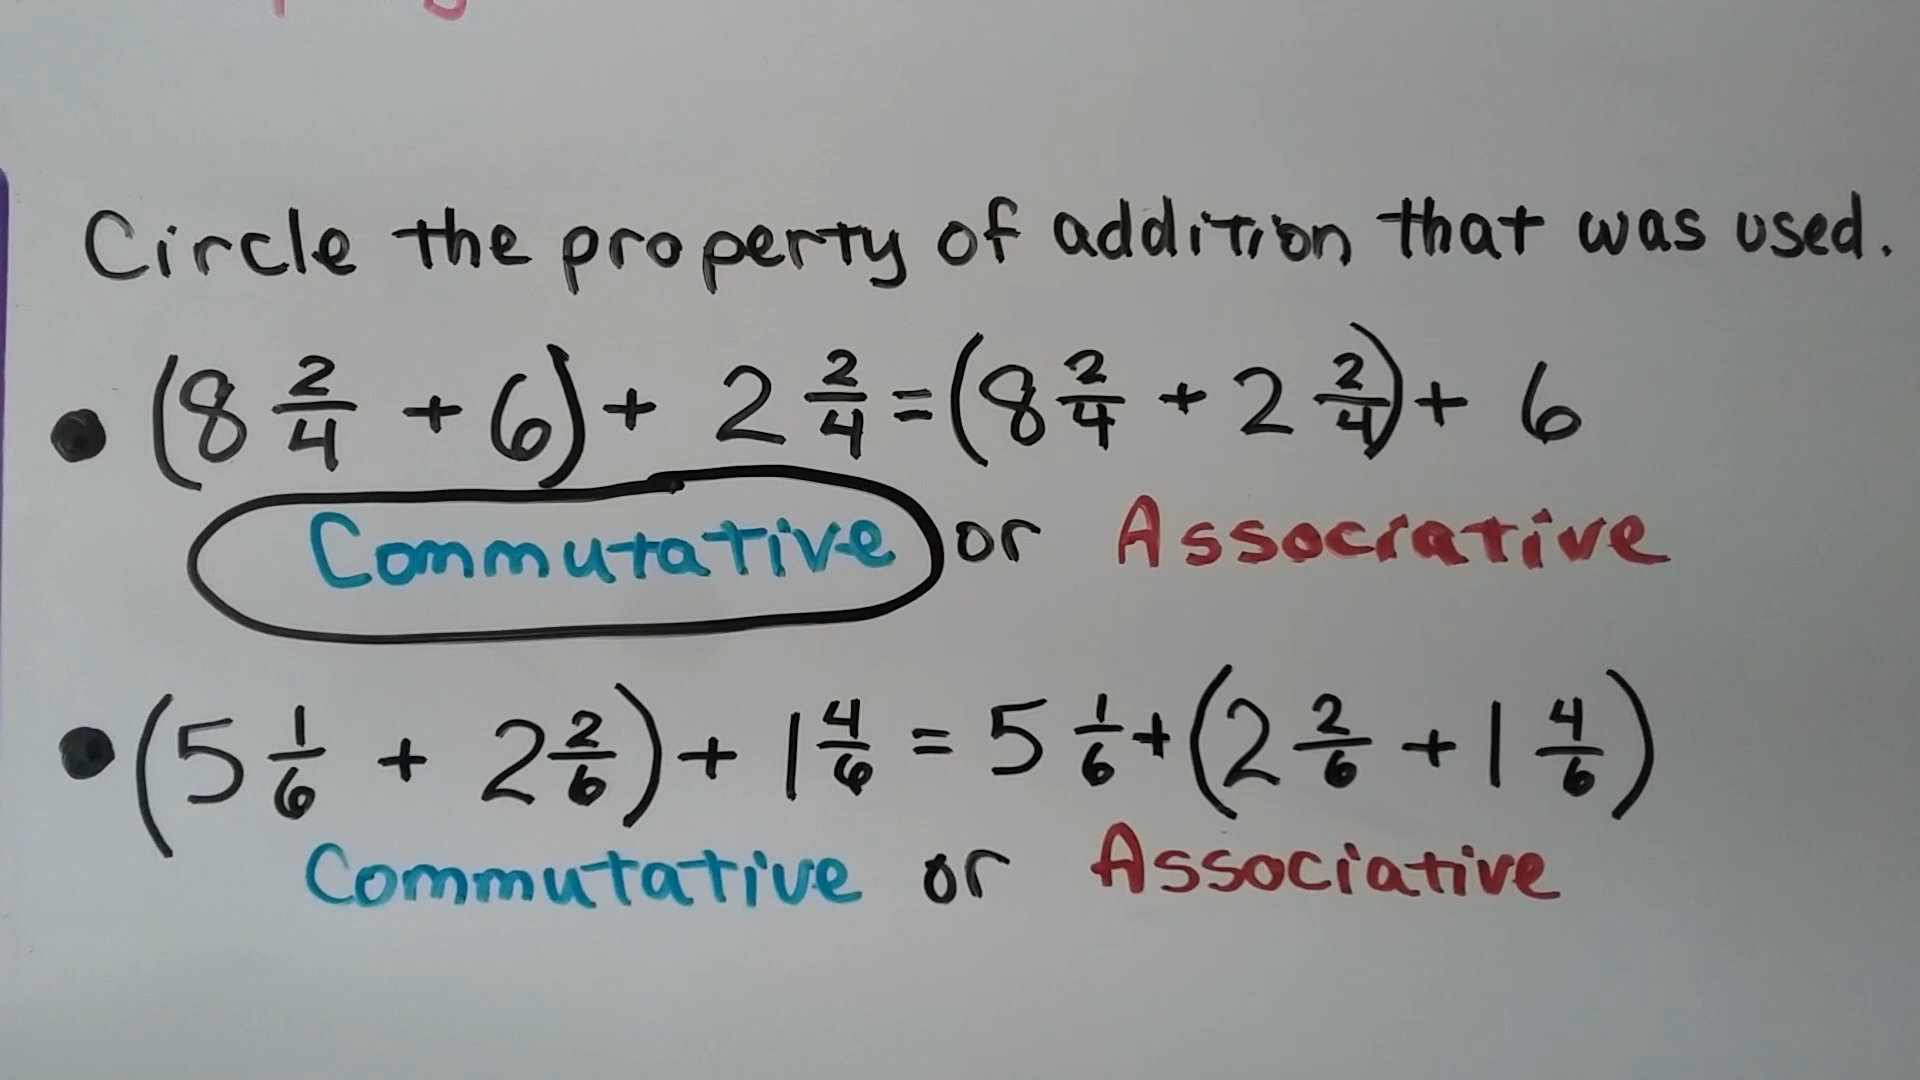 Circle the property of addition that was used.
(8 2/4 + 6) + 2 2/4 = (8 2/4 + 2 2/4) + 6
Commutative or Associative
(5 1/6 + 2 2/6) + 1 4/6 = 5 1/6 + (2 2/6 + 1 4/6)
Commutative or Associative